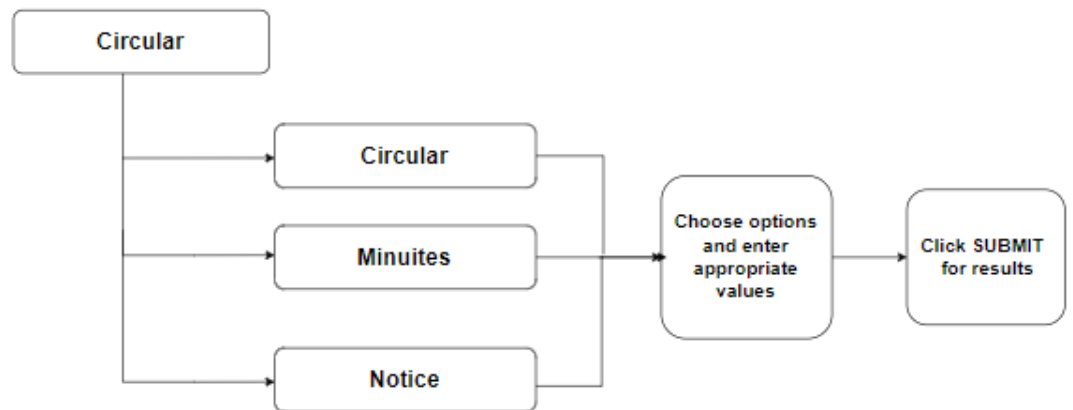 Circular
Circular
Minuites
Notice
Choose options
and enter
appropriate
values
Click SUBMIT
for results